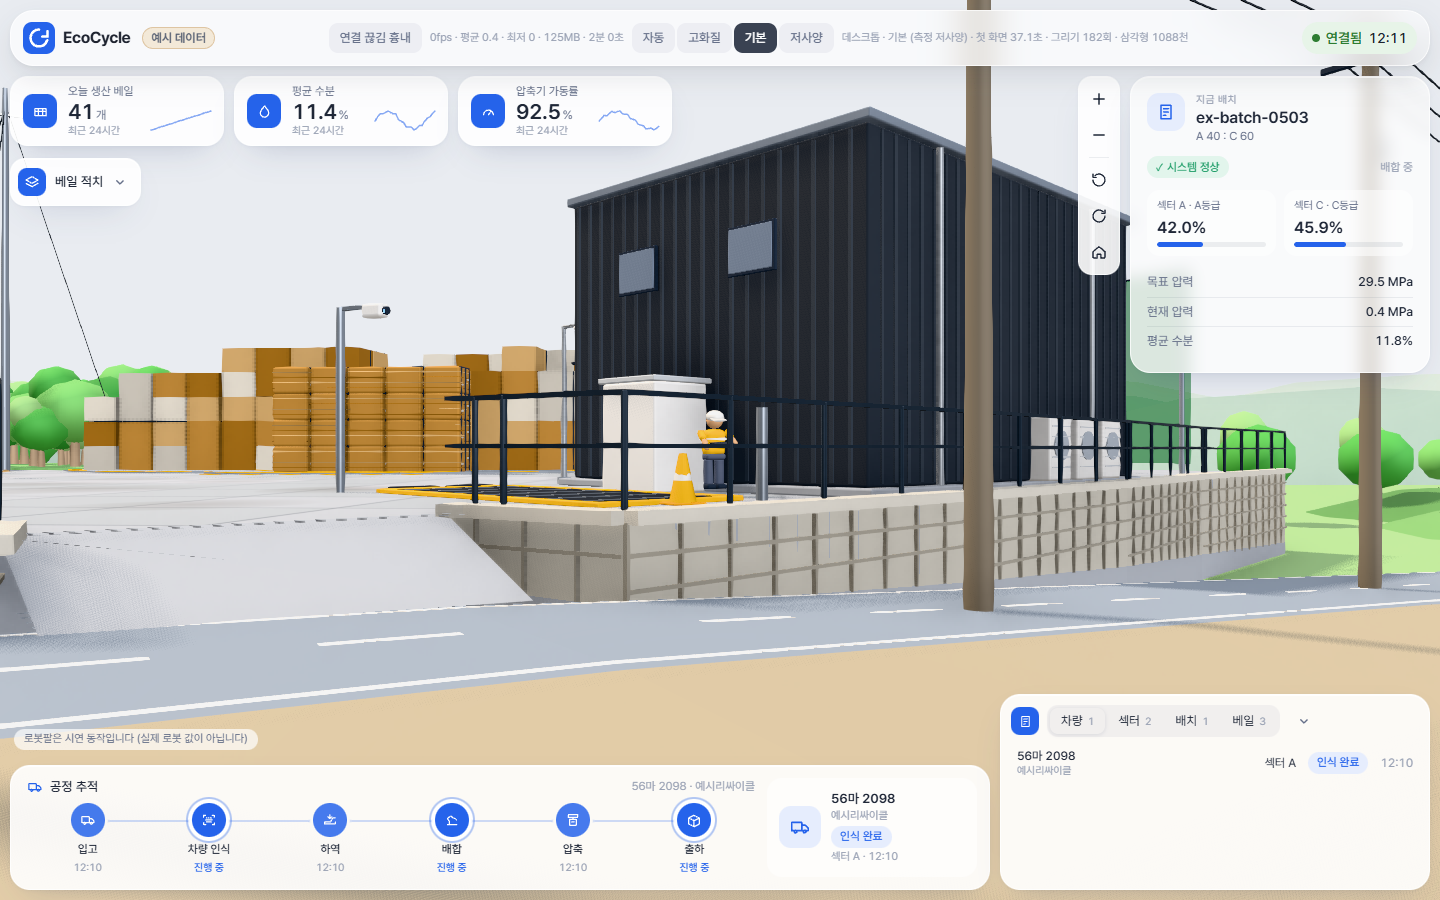 EcoCycle
예시 데이터
연결 끊김 흉내
0fps · 평균 0.4 · 최저 0 · 125MB · 2분 0초
자동
고화질
기본
저사양
데스크톱 · 기본 (측정 저사양) · 첫 화면 37.1초 · 그리기 182회 · 삼각형 1088천
연결됨 12:11
오늘 생산 베일
41개
최근 24시간
평균 수분
11.4%
최근 24시간
압축기 가동률
92.5%
최근 24시간
베일 적치
지금 배치
ex-batch-0503
A 40 : C 60
✓ 시스템 정상
배합 중
섹터 A · A등급
42.0%
섹터 C · C등급
45.9%
목표 압력 29.5 MPa
현재 압력 0.4 MPa
평균 수분 11.8%
로봇팔은 시연 동작입니다 (실제 로봇 값이 아닙니다)
공정 추적
56마 2098 · 예시리싸이클
입고
12:10
차량 인식
진행 중
하역
12:10
배합
진행 중
압축
12:10
출하
진행 중
56마 2098
예시리싸이클
인식 완료
섹터 A · 12:10
차량 1
섹터 2
배치 1
베일 3
56마 2098
예시리싸이클
섹터 A
인식 완료
12:10